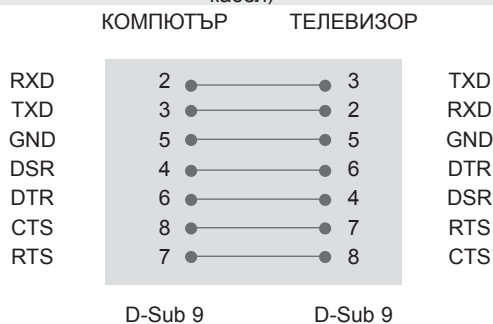 кабел)
КОМПЮТЪР ТЕЛЕВИЗОР
RXD 2 3 TXD
TXD 3 2 RXD
GND 5 5 GND
DSR 4 6 DTR
DTR 6 4 DSR
CTS 8 7 RTS
RTS 7 8 CTS
D-Sub 9 D-Sub 9